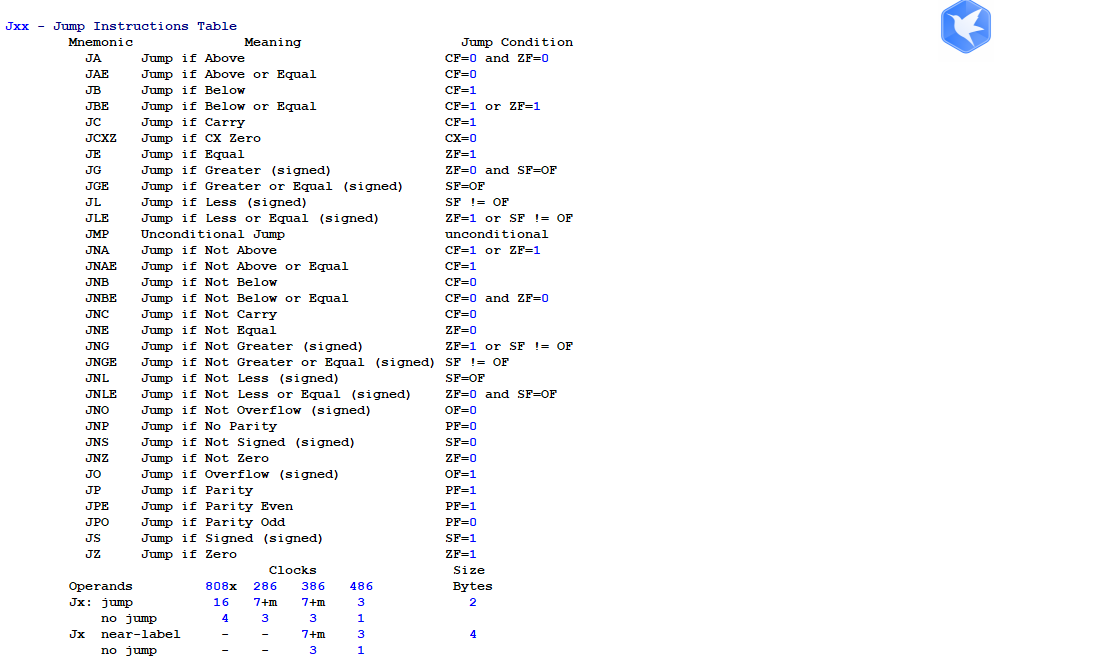 Jxx - Jump Instructions Table
Mnemonic Meaning Jump Condition
JA Jump if Above CF=0 and ZF=0
JAE Jump if Above or Equal CF=0
JB Jump if Below CF=1
JBE Jump if Below or Equal CF=1 or ZF=1
JC Jump if Carry CF=1
JCXZ Jump if CX Zero CX=0
JE Jump if Equal ZF=1
JG Jump if Greater (signed) ZF=0 and SF=OF
JGE Jump if Greater or Equal (signed) SF=OF
JL Jump if Less (signed) SF != OF
JLE Jump if Less or Equal (signed) ZF=1 or SF != OF
JMP Unconditional Jump unconditional
JNA Jump if Not Above CF=1 or ZF=1
JNAE Jump if Not Above or Equal CF=1
JNB Jump if Not Below CF=0
JNBE Jump if Not Below or Equal CF=0 and ZF=0
JNC Jump if Not Carry CF=0
JNE Jump if Not Equal ZF=0
JNG Jump if Not Greater (signed) ZF=1 or SF != OF
JNGE Jump if Not Greater or Equal (signed) SF != OF
JNL Jump if Not Less (signed) SF=OF
JNLE Jump if Not Less or Equal (signed) ZF=0 and SF=OF
JNO Jump if Not Overflow (signed) OF=0
JNP Jump if No Parity PF=0
JNS Jump if Not Signed (signed) SF=0
JNZ Jump if Not Zero ZF=0
JO Jump if Overflow (signed) OF=1
JP Jump if Parity PF=1
JPE Jump if Parity Even PF=1
JPO Jump if Parity Odd PF=0
JS Jump if Signed (signed) SF=1
JZ Jump if Zero ZF=1
Clocks Size
Operands 808x 286 386 486 Bytes
Jx: jump 16 7+m 7+m 3 2
no jump 4 3 3 1
Jx near-label - - 7+m 3 4
no jump - - 3 1